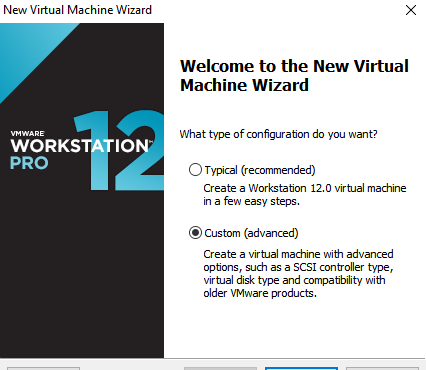 New Virtual Machine Wizard
Welcome to the New Virtual
Machine Wizard
VMWARE
WORKSTATION™
PRO
12
What type of configuration do you want?
Typical (recommended)
Create a Workstation 12.0 virtual machine
in a few easy steps.
Custom (advanced)
Create a virtual machine with advanced
options, such as a SCSI controller type,
virtual disk type and compatibility with
older VMware products.